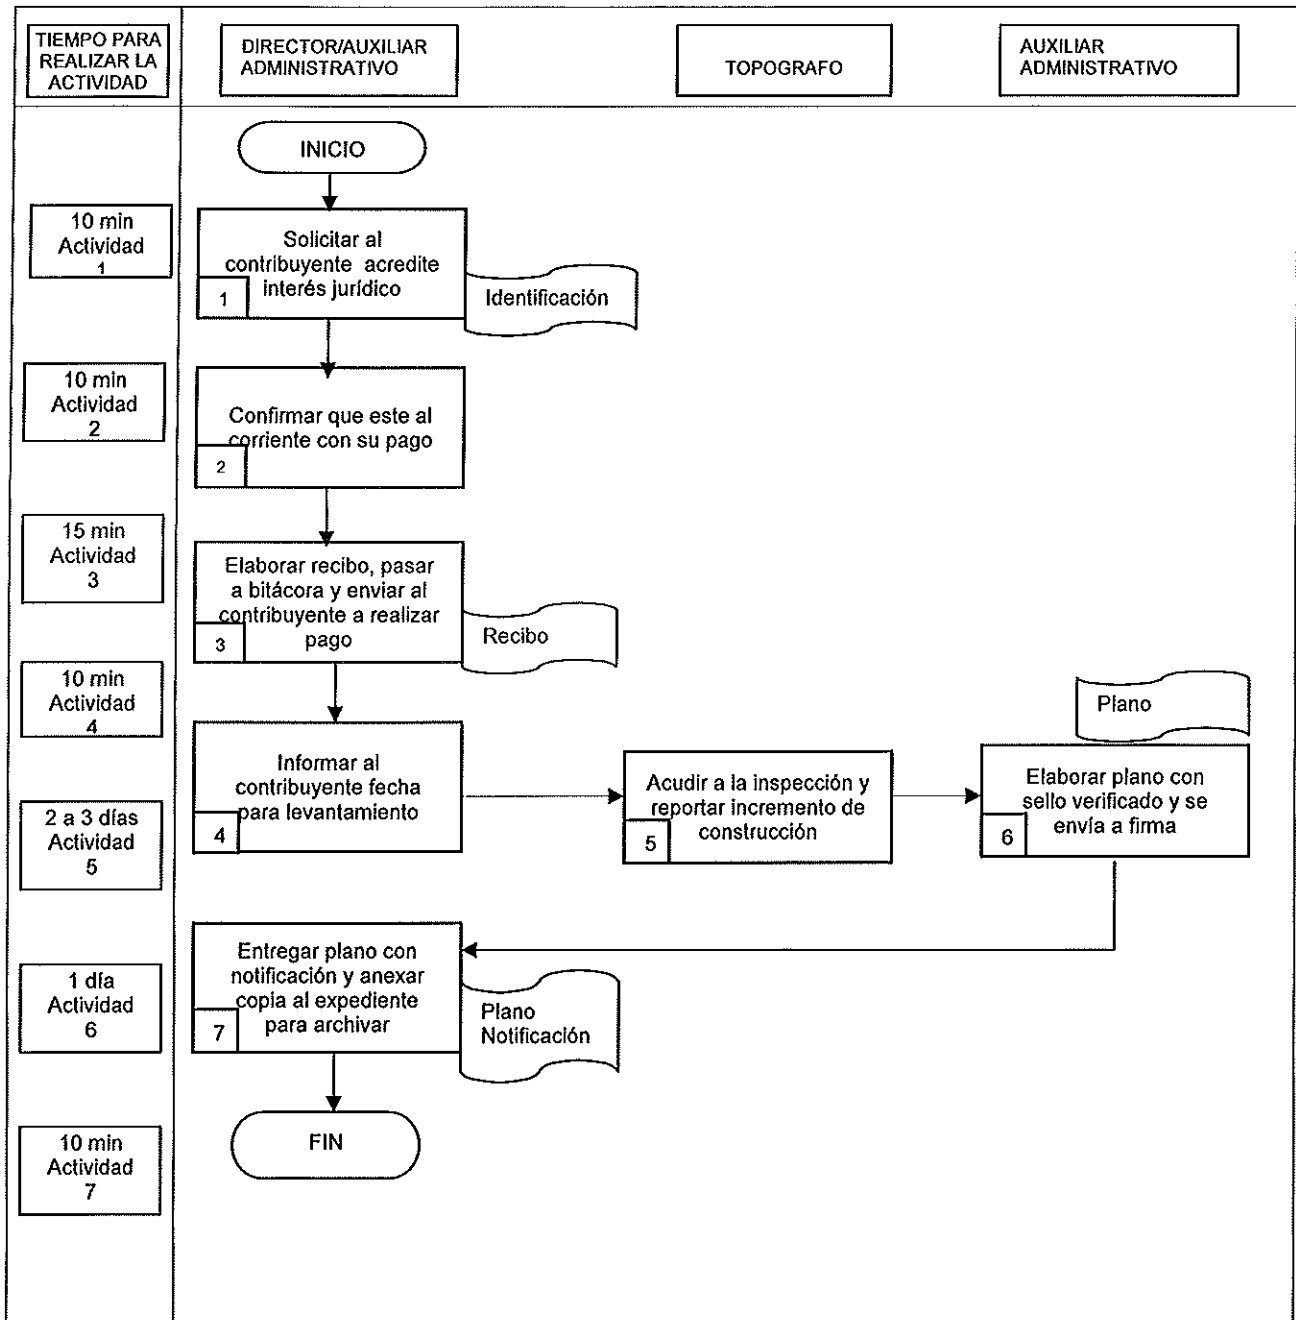 TIEMPO PARA
REALIZAR LA
ACTIVIDAD
DIRECTOR/AUXILIAR
ADMINISTRATIVO
TOPOGRAFO
AUXILIAR
ADMINISTRATIVO
INICIO
10 min
Actividad
1
Solicitar al
contribuyente acredite
interés jurídico
1
Identificación
10 min
Actividad
2
Confirmar que este al
corriente con su pago
2
15 min
Actividad
3
Elaborar recibo, pasar
a bitácora y enviar al
contribuyente a realizar
pago
3
Recibo
10 min
Actividad
4
Informar al
contribuyente fecha
para levantamiento
4
Acudir a la inspección y
reportar incremento de
construcción
5
Plano
Elaborar plano con
sello verificado y se
envía a firma
6
2 a 3 días
Actividad
5
Entregar plano con
notificación y anexar
copia al expediente
para archivar
7
Plano
Notificación
1 día
Actividad
6
FIN
10 min
Actividad
7